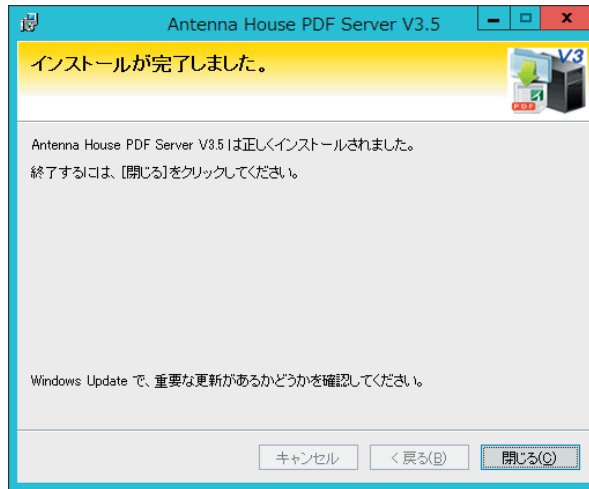 Antenna House PDF Server V3.5
インストールが完了しました。
V3
PDF
Antenna House PDF Server V3.5 は正しくインストールされました。
終了するには、[閉じる]をクリックしてください。
Windows Update で、重要な更新があるかどうかを確認してください。
キャンセル
< 戻る(B)
閉じる(C)